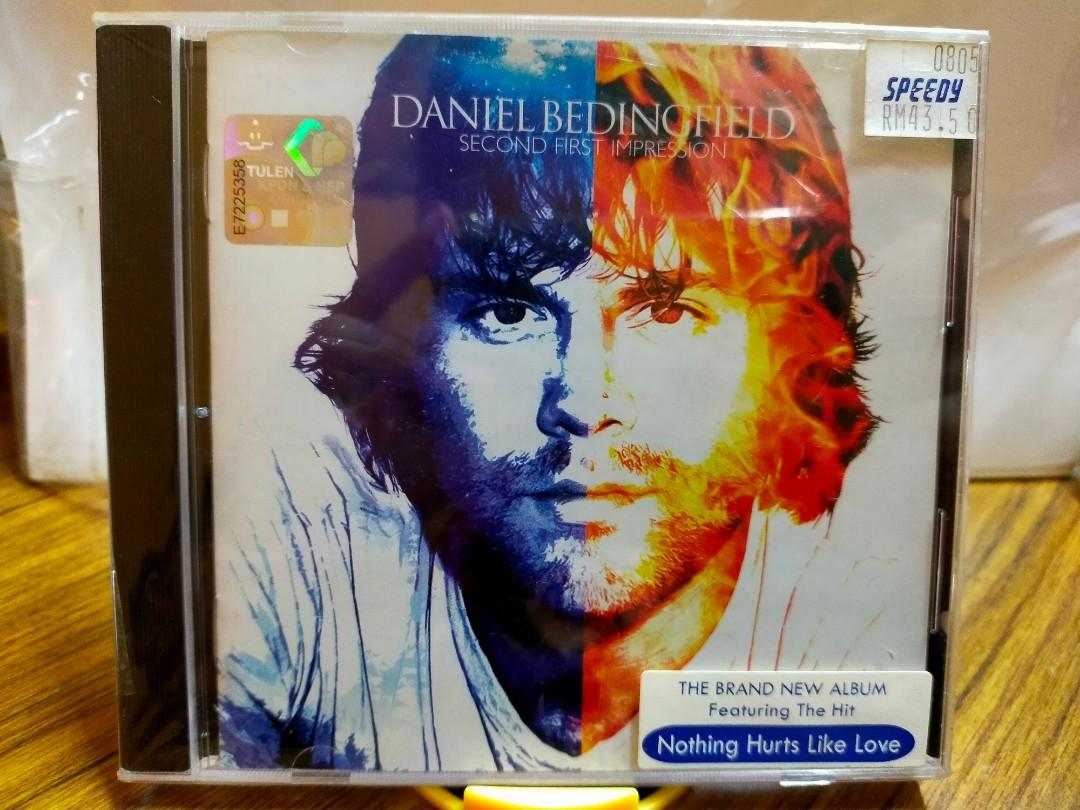 0805
SPEEDY
RM43.50
DANIEL BEDINGFIELD
SECOND FIRST IMPRESSION
TULEN
E7225358
THE BRAND NEW ALBUM
Featuring The Hit
Nothing Hurts Like Love